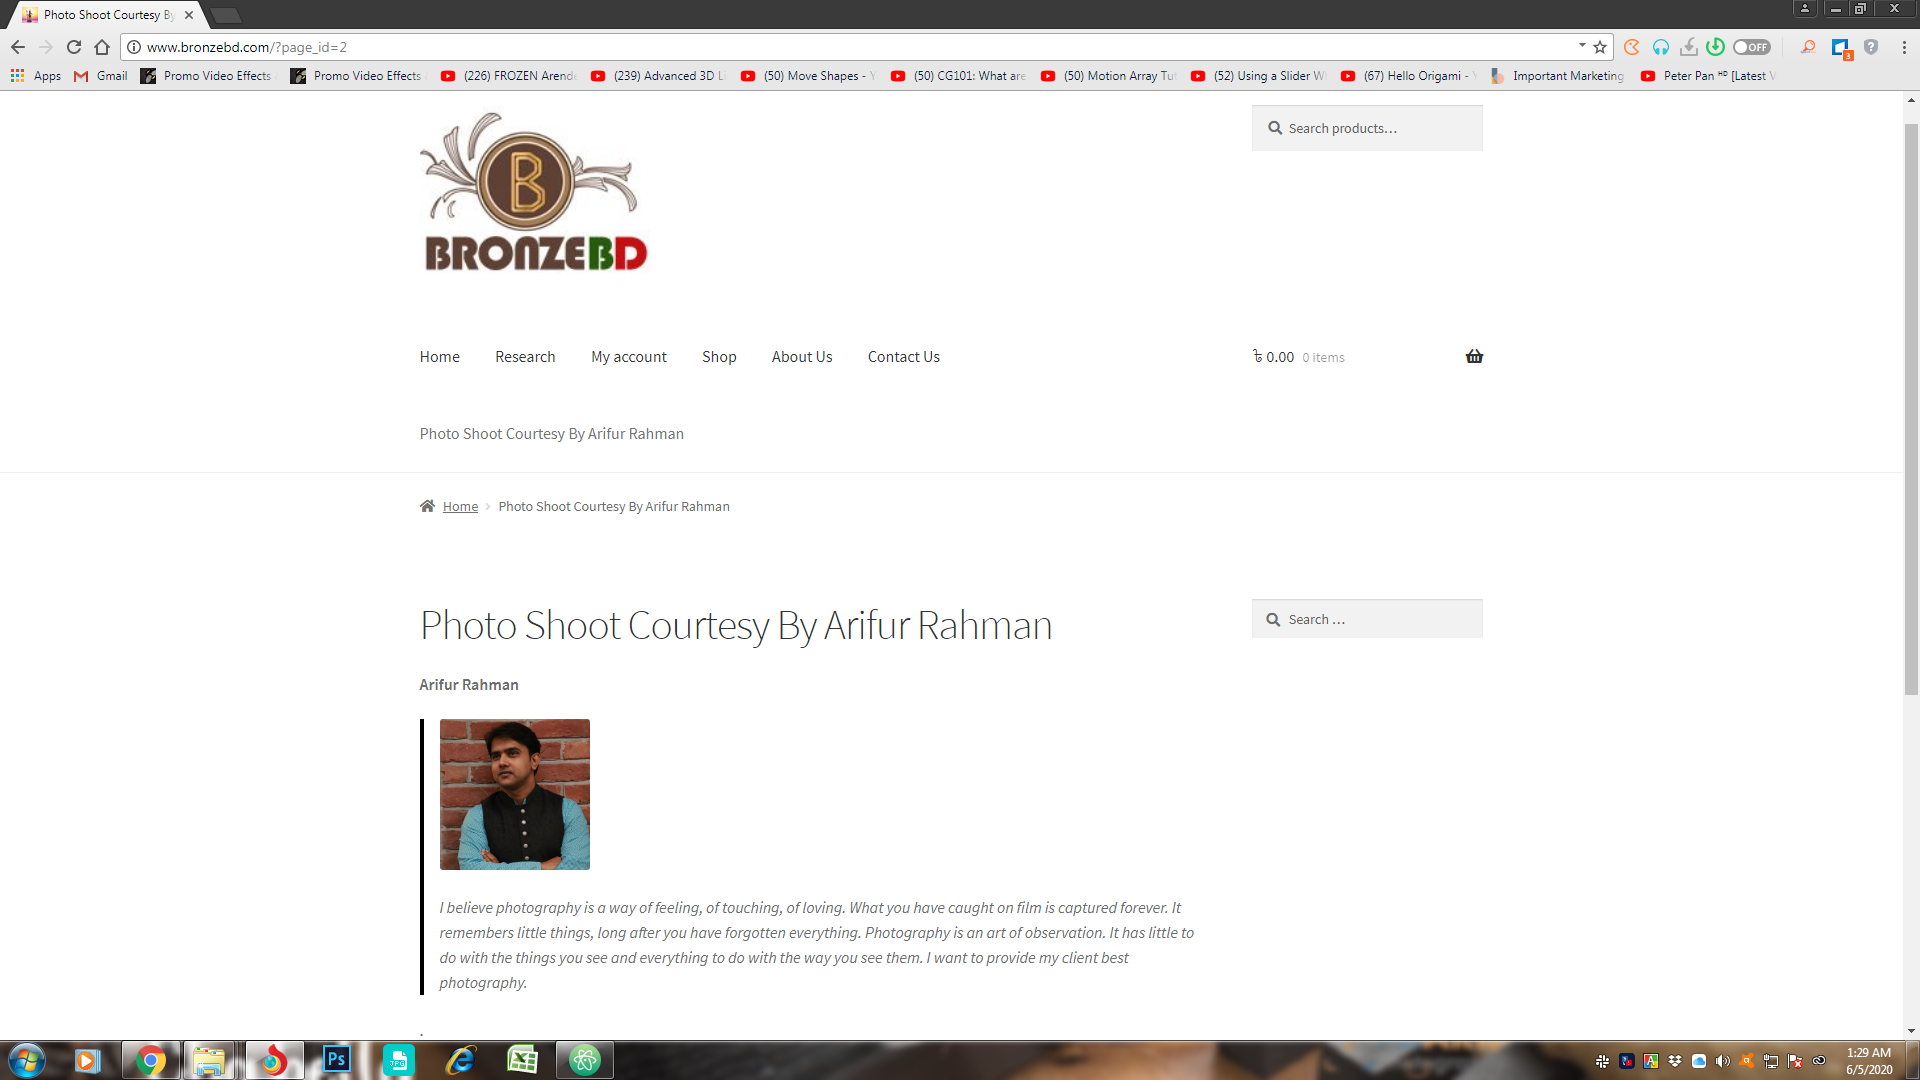 Photo Shoot Courtesy By
www.bronzebd.com/?page_id=2
OFF
3
Apps
Gmail
Promo Video Effects
Promo Video Effects
(226) FROZEN Arend
(239) Advanced 3D Li
(50) Move Shapes - Y
(50) CG101: What are
(50) Motion Array Tut
(52) Using a Slider W
(67) Hello Origami - Y
Important Marketing
Peter Pan ᴴᴰ [Latest V
B
BRONZEBD
Search products…
Home
Research
My account
Shop
About Us
Contact Us
৳ 0.00 0 items
Photo Shoot Courtesy By Arifur Rahman
Home
Photo Shoot Courtesy By Arifur Rahman
Photo Shoot Courtesy By Arifur Rahman
Search …
Arifur Rahman
I believe photography is a way of feeling, of touching, of loving. What you have caught on film is captured forever. It
remembers little things, long after you have forgotten everything. Photography is an art of observation. It has little to
do with the things you see and everything to do with the way you see them. I want to provide my client best
photography.
.
Ps
JPG
1:29 AM
6/5/2020